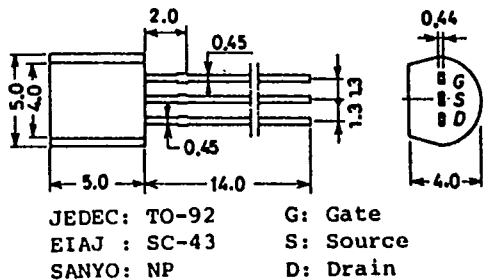 2.0
0.45
0.44
5.0
4.0
1.3
1.3
G
S
D
0.45
5.0
14.0
4.0
JEDEC: TO-92 G: Gate
EIAJ : SC-43 S: Source
SANYO: NP D: Drain